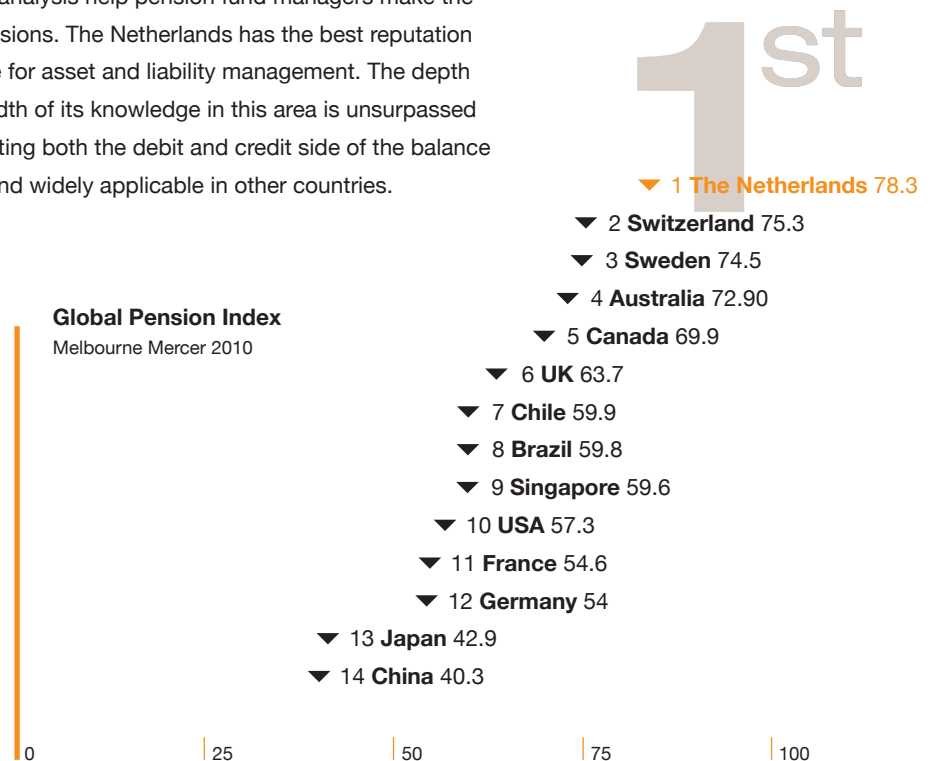 analysis help pension fund managers make the
sions. The Netherlands has the best reputation
for asset and liability management. The depth
dth of its knowledge in this area is unsurpassed
ting both the debit and credit side of the balance
nd widely applicable in other countries.
1st
1 The Netherlands 78.3
2 Switzerland 75.3
3 Sweden 74.5
4 Australia 72.90
5 Canada 69.9
6 UK 63.7
7 Chile 59.9
8 Brazil 59.8
9 Singapore 59.6
10 USA 57.3
11 France 54.6
12 Germany 54
13 Japan 42.9
14 China 40.3
Global Pension Index
Melbourne Mercer 2010
0 25 50 75 100